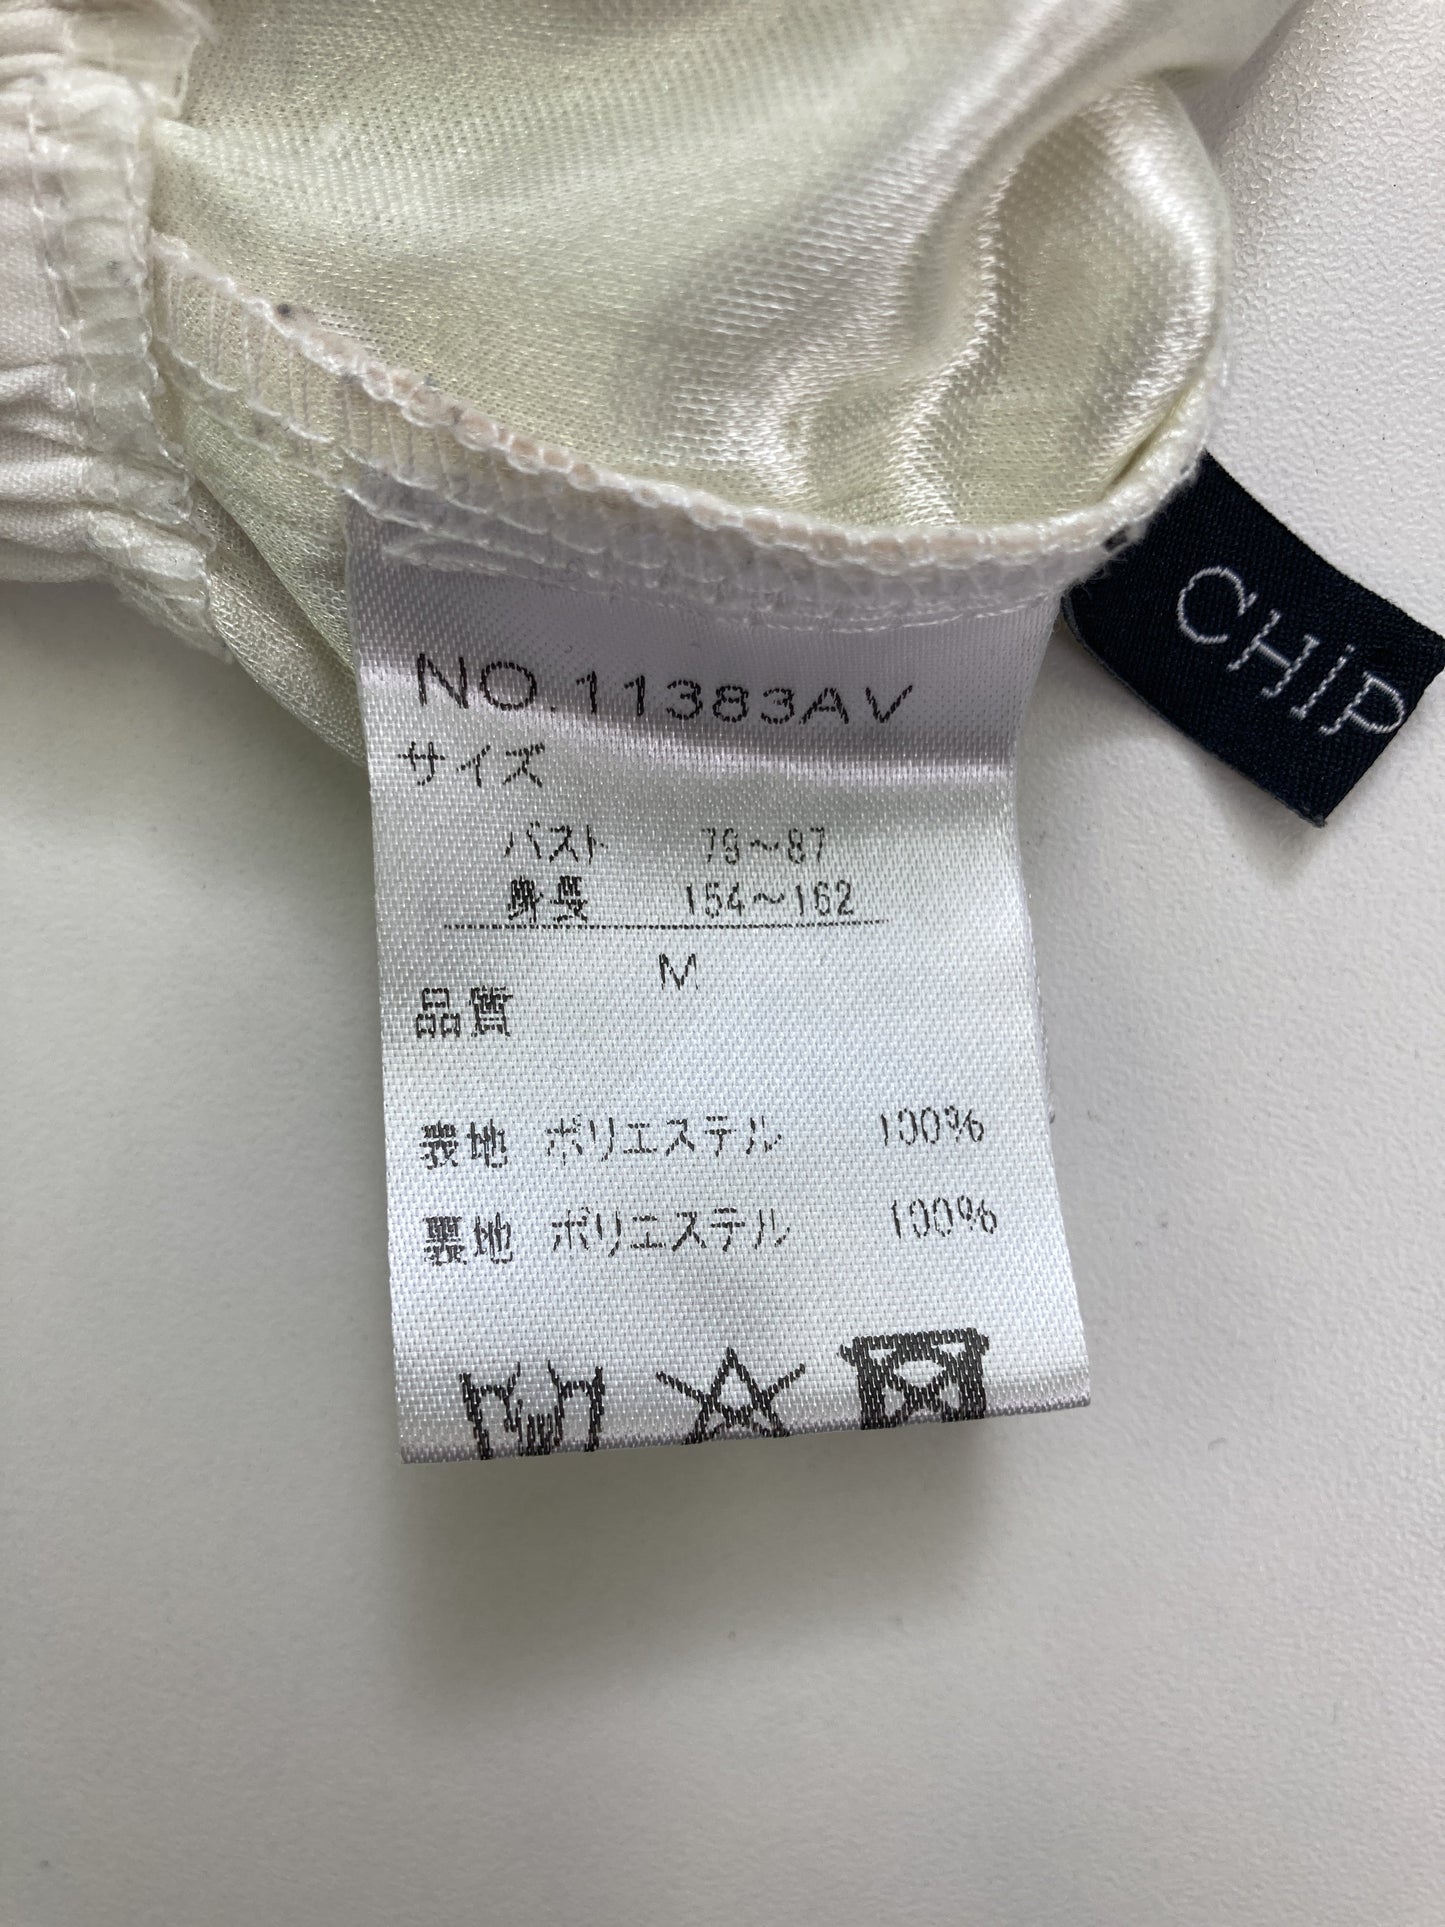 NO.11383AV
サイズ
バスト 79～87
身長 154～162
M
品質
表地 ポリエステル 100%
裏地 ポリエステル 100%
CHIP